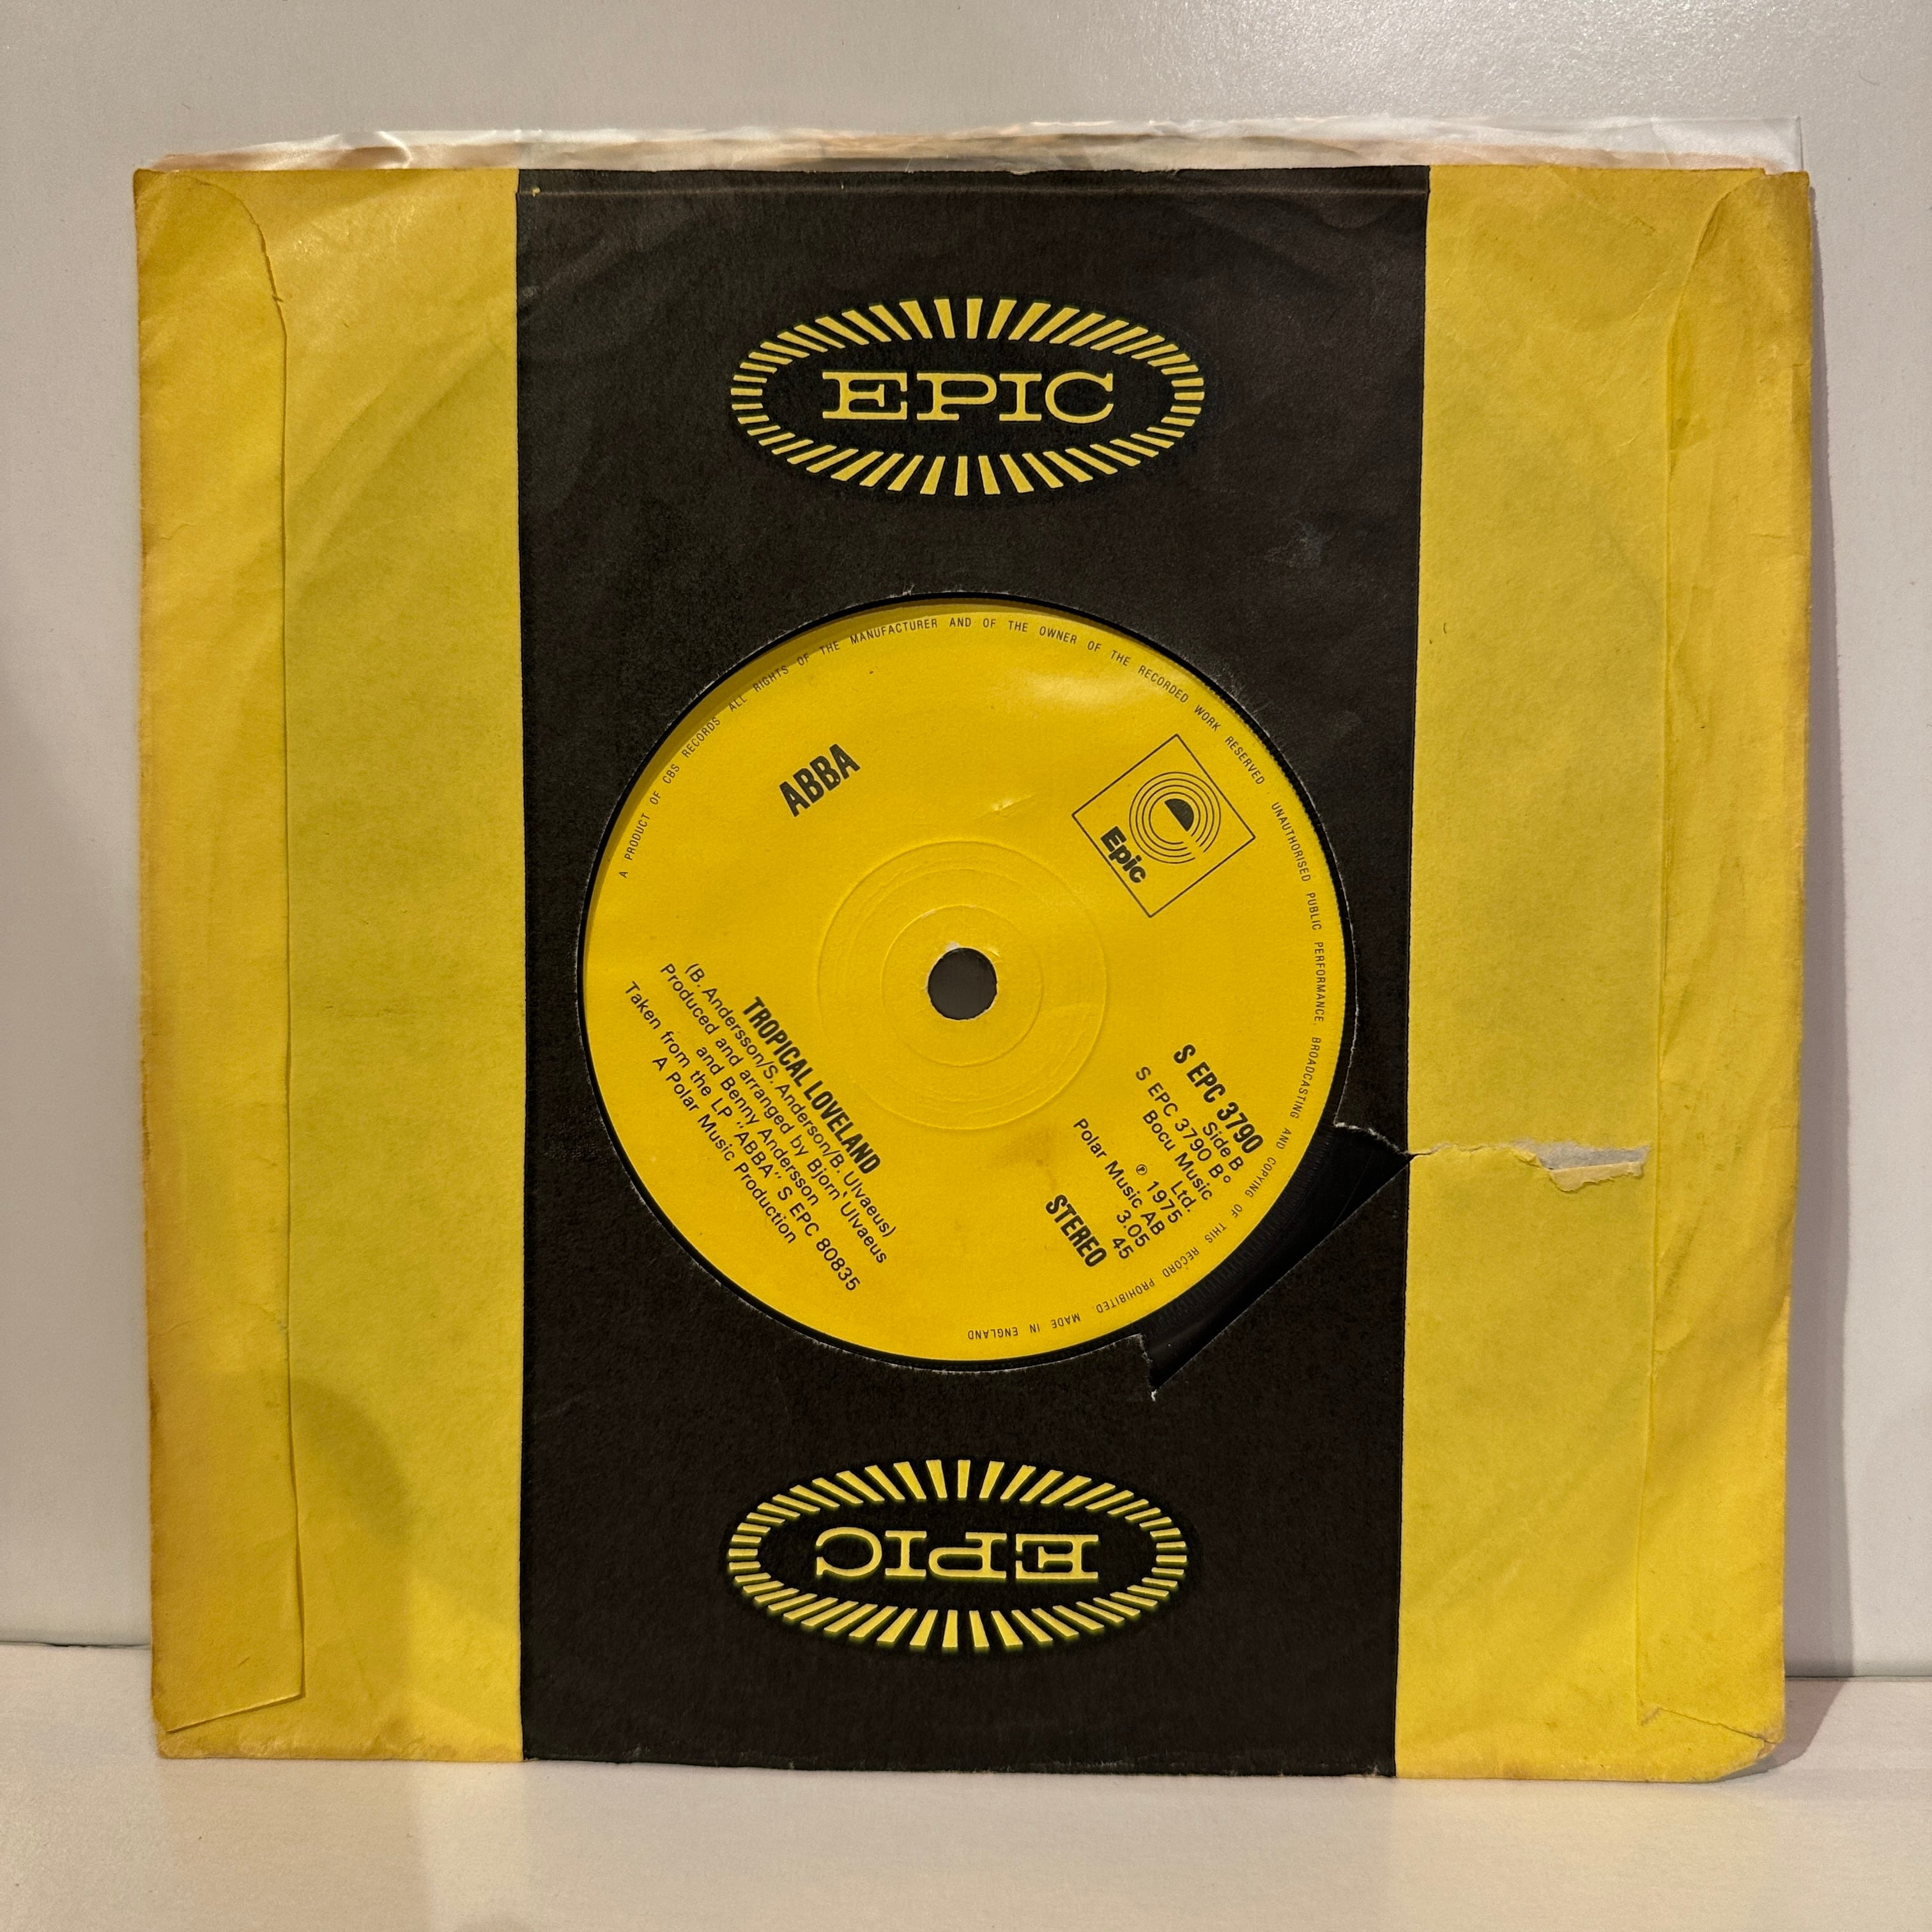 EPIC
A PRODUCT OF CBS RECORDS ALL RIGHTS OF THE MANUFACTURER AND OF THE OWNER OF THE RECORDED WORK RESERVED · UNAUTHORISED PUBLIC PERFORMANCE, BROADCASTING AND COPYING OF THIS RECORD PROHIBITED. MADE IN ENGLAND
ABBA
Epic
S EPC 3790
Side B
S EPC 3790 B°
Bocu Music
Ltd.
℗ 1975
Polar Music AB
3.05
45
STEREO
TROPICAL LOVELAND
(B. Andersson/S. Anderson/B. Ulvaeus)
Produced and arranged by Bjorn' Ulvaeus
and Benny Andersson
Taken from the LP "ABBA" S EPC 80835
A Polar Music Production
EPIC